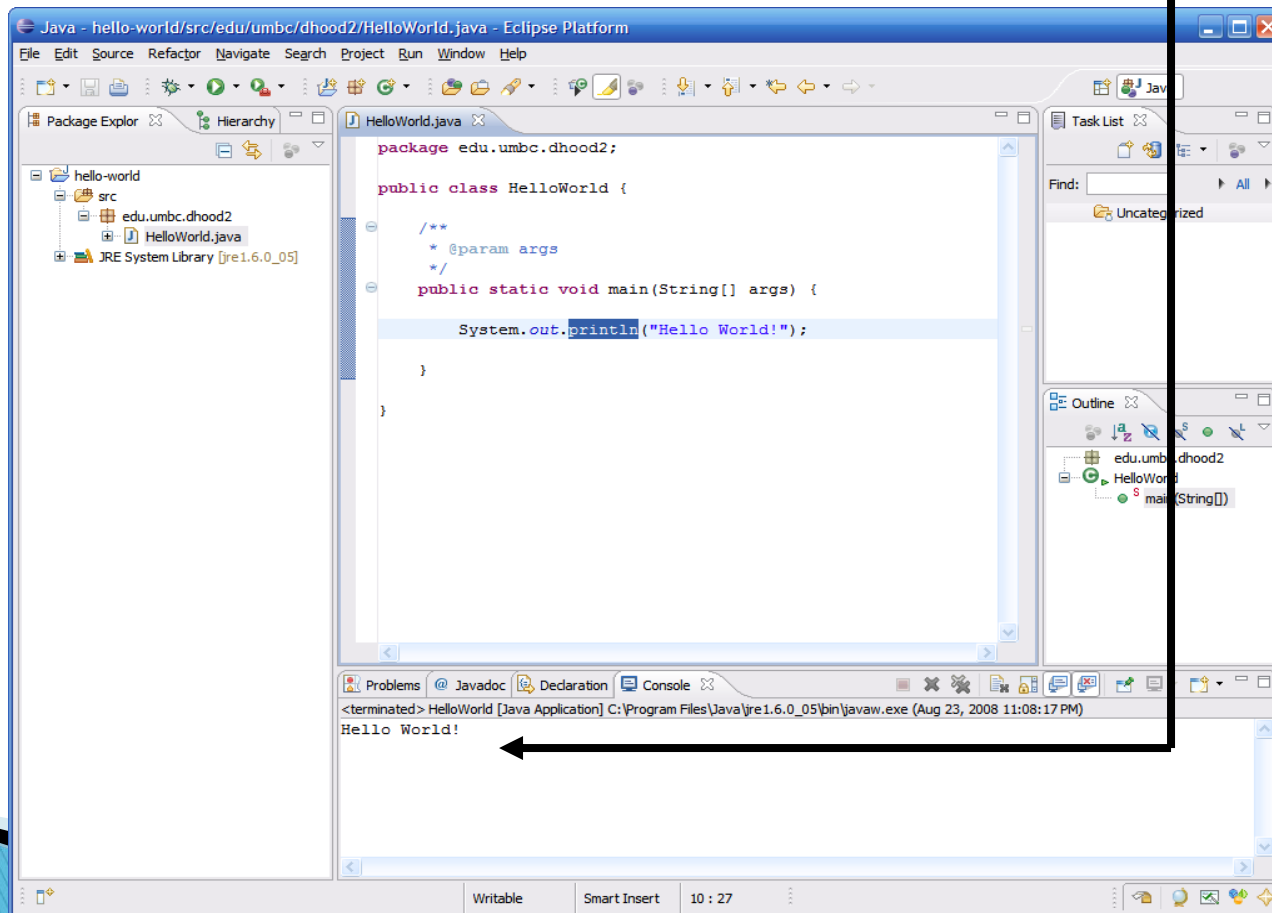 Java - hello-world/src/edu/umbc/dhood2/HelloWorld.java - Eclipse Platform
File Edit Source Refactor Navigate Search Project Run Window Help
Package Explor
Hierarchy
hello-world
src
edu.umbc.dhood2
HelloWorld.java
JRE System Library [jre1.6.0_05]
HelloWorld.java
package edu.umbc.dhood2;
public class HelloWorld {
/**
* @param args
*/
public static void main(String[] args) {
System.out.println("Hello World!");
}
}
Task List
Find:
All
Uncategorized
Outline
edu.umbc.dhood2
HelloWorld
main(String[])
Problems @ Javadoc Declaration Console
<terminated> HelloWorld [Java Application] C:\Program Files\Java\jre1.6.0_05\bin\javaw.exe (Aug 23, 2008 11:08:17 PM)
Hello World!
Writable Smart Insert 10 : 27